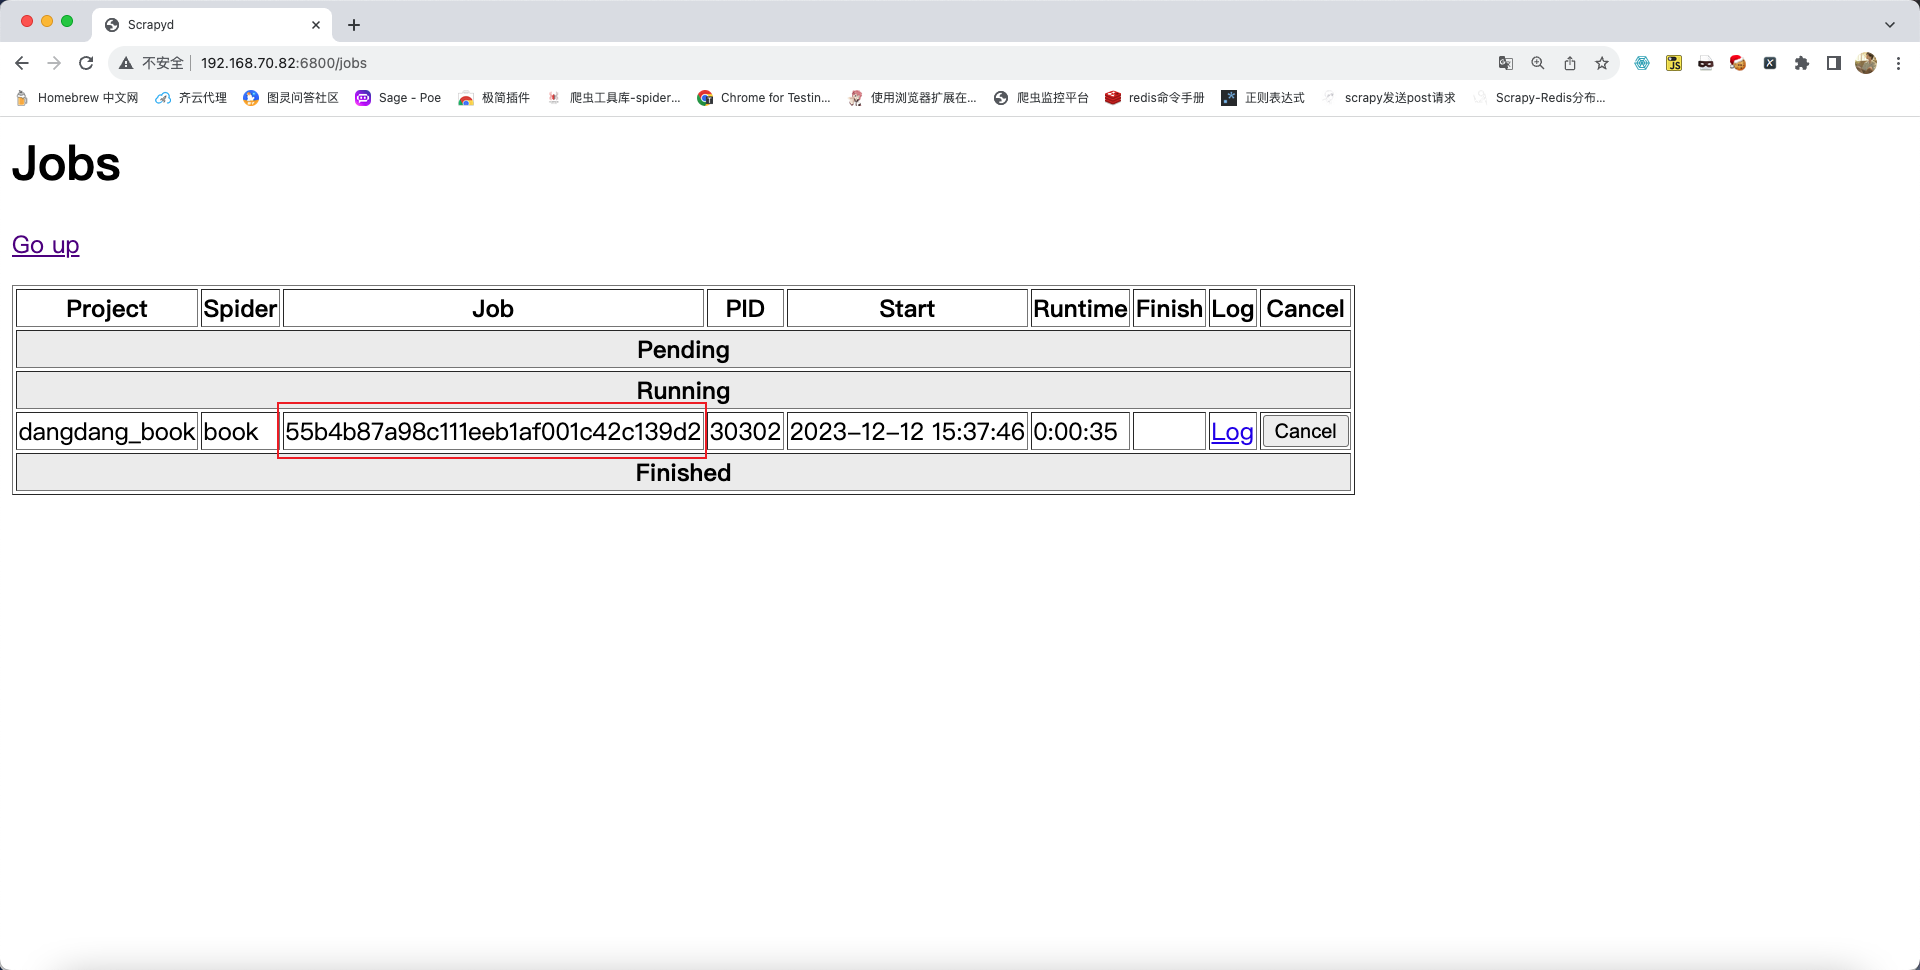 Scrapyd
不安全 192.168.70.82:6800/jobs
Homebrew 中文网 齐云代理 图灵问答社区 Sage - Poe 极简插件 爬虫工具库-spider... Chrome for Testin... 使用浏览器扩展在... 爬虫监控平台 redis命令手册 正则表达式 scrapy发送post请求 Scrapy-Redis分布...
Jobs
Go up
Project Spider Job PID Start Runtime Finish Log Cancel
Pending
Running
dangdang_book book 55b4b87a98c111eeb1af001c42c139d2 30302 2023-12-12 15:37:46 0:00:35 Log Cancel
Finished